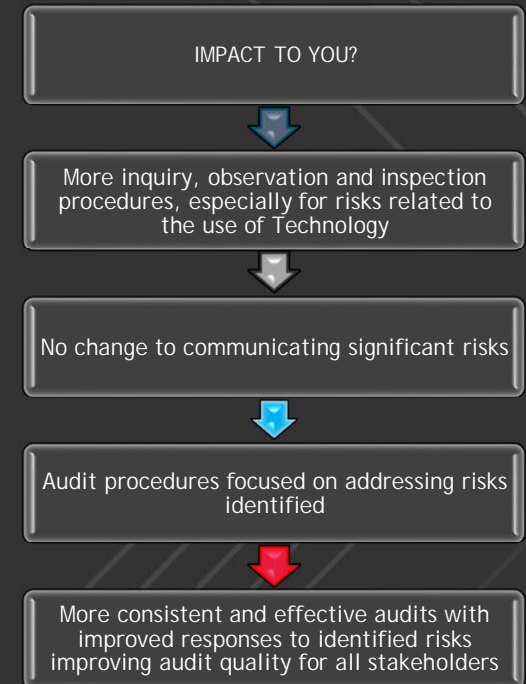 IMPACT TO YOU?
More inquiry, observation and inspection
procedures, especially for risks related to
the use of Technology
No change to communicating significant risks
Audit procedures focused on addressing risks
identified
More consistent and effective audits with
improved responses to identified risks
improving audit quality for all stakeholders